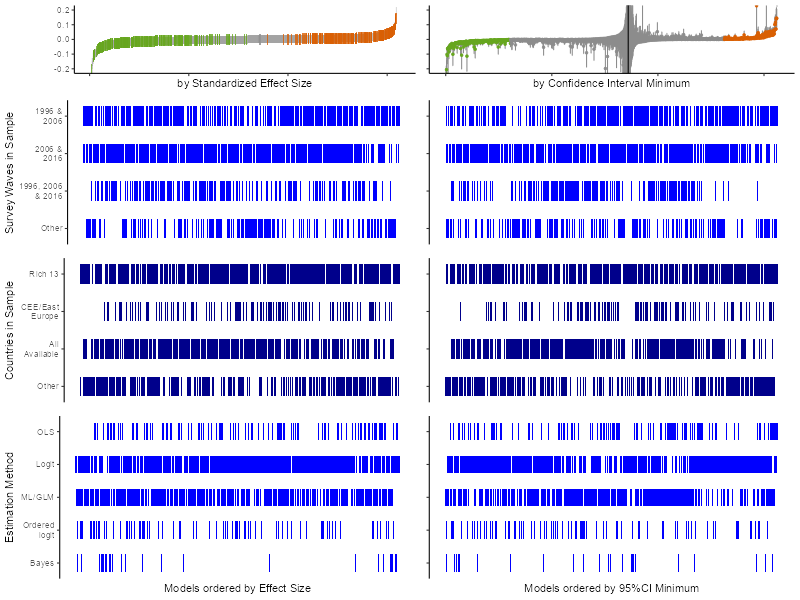 0.2
0.1
0.0
-0.1
-0.2
by Standardized Effect Size
by Confidence Interval Minimum
Survey Waves in Sample
1996 &
2006
2006 &
2016
1996, 2006
& 2016
Other
Countries in Sample
Rich 13
CEE/East
Europe
All
Available
Other
Estimation Method
OLS
Logit
ML/GLM
Ordered
logit
Bayes
Models ordered by Effect Size
Models ordered by 95%CI Minimum